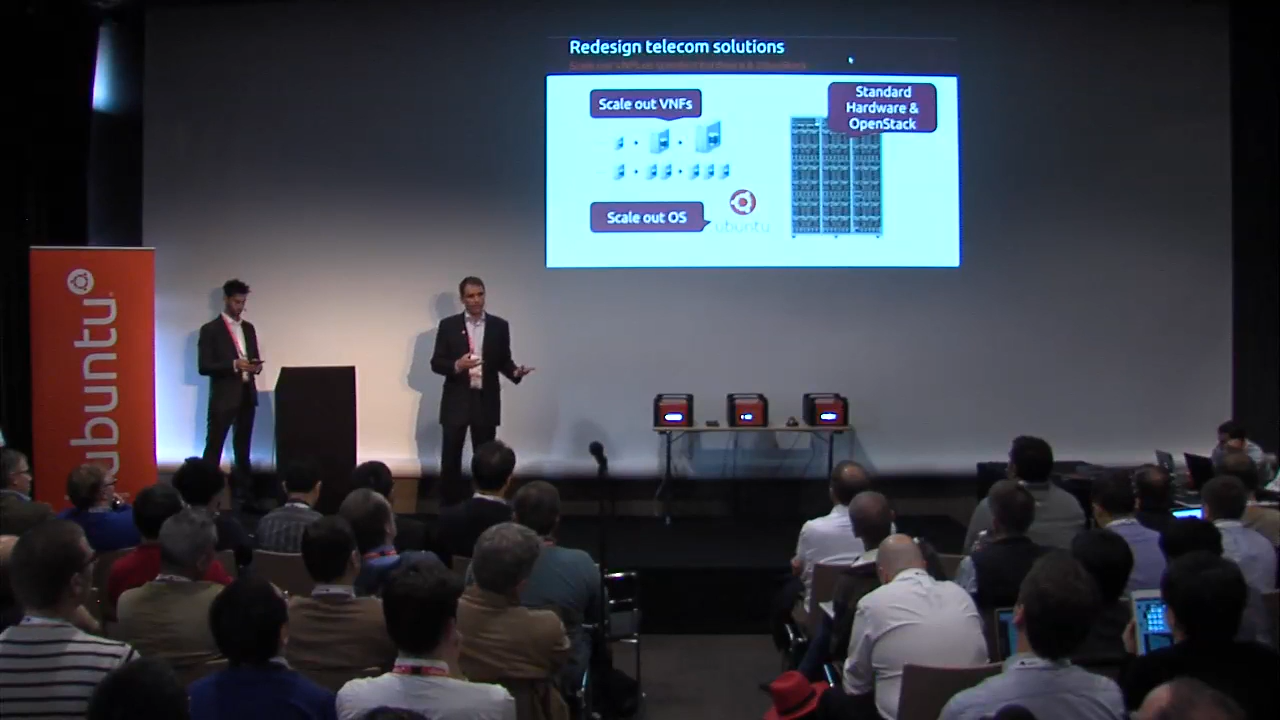 Redesign telecom solutions
Scale out VNFs
Standard
Hardware &
OpenStack
Scale out OS
ubuntu
ubuntu